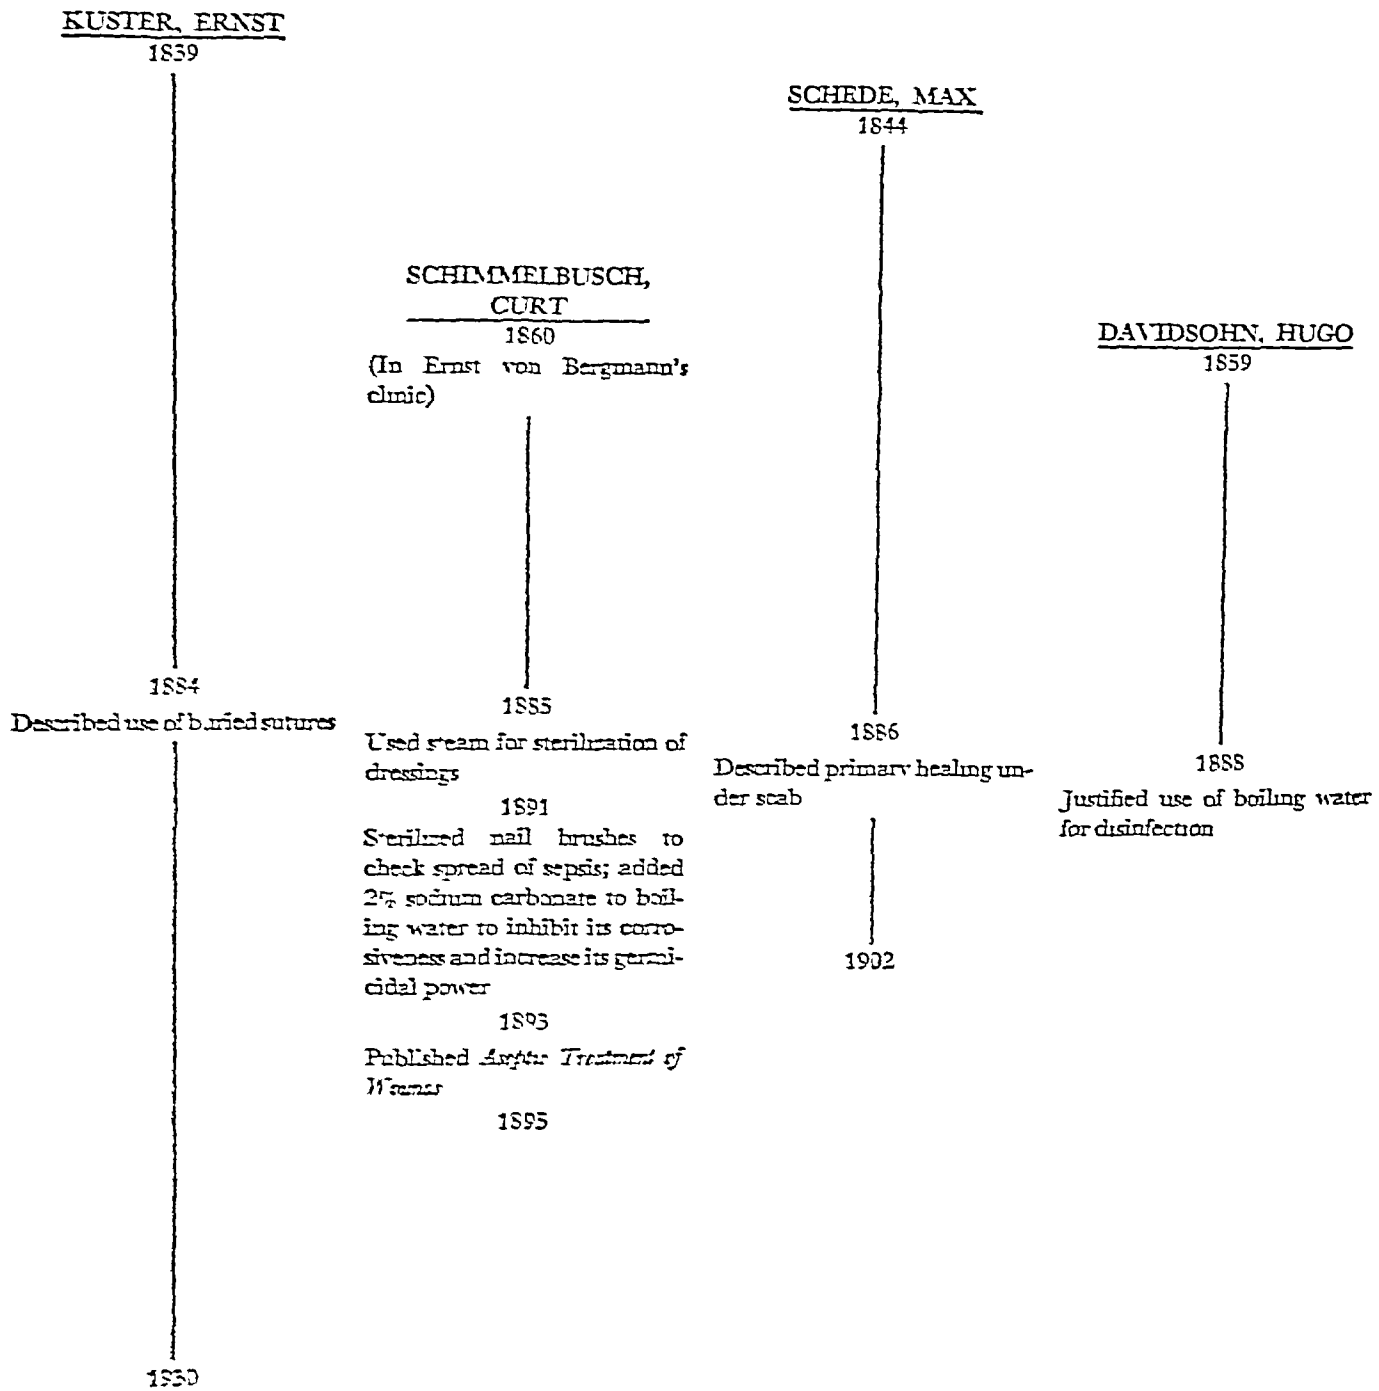 KUSTER, ERNST
1839
1884
Described use of buried sutures
SCHIMMELBUSCH,
CURT
1860
(In Ernst von Bergmann's
clinic)
1885
Used steam for sterilization of
dressings
1891
Sterilized nail brushes to
check spread of sepsis; added
2% sodium carbonate to boil-
ing water to inhibit its corro-
siveness and increase its germi-
cidal power
1893
Published Treatment of
1895
SCHEDE, MAX
1844
1886
Described primary healing un-
der scab
1902
DAVIDSOHN, HUGO
1859
1888
Justified use of boiling water
for disinfection